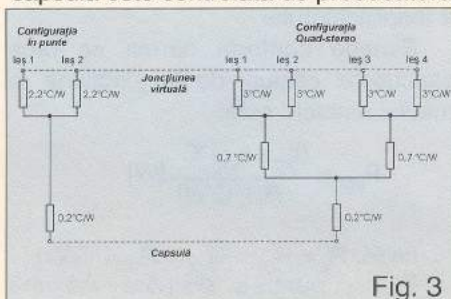 Configurația
în punte
Configurația
Quad-stereo
Ieș 1
Ieș 2
Joncțiunea
virtuală
Ieș 1
Ieș 2
Ieș 3
Ieș 4
2,2°C/W
2,2°C/W
3°C/W
3°C/W
3°C/W
3°C/W
0,7 °C/W
0,7 °C/W
0,2°C/W
0,2°C/W
Capsulă
Fig. 3